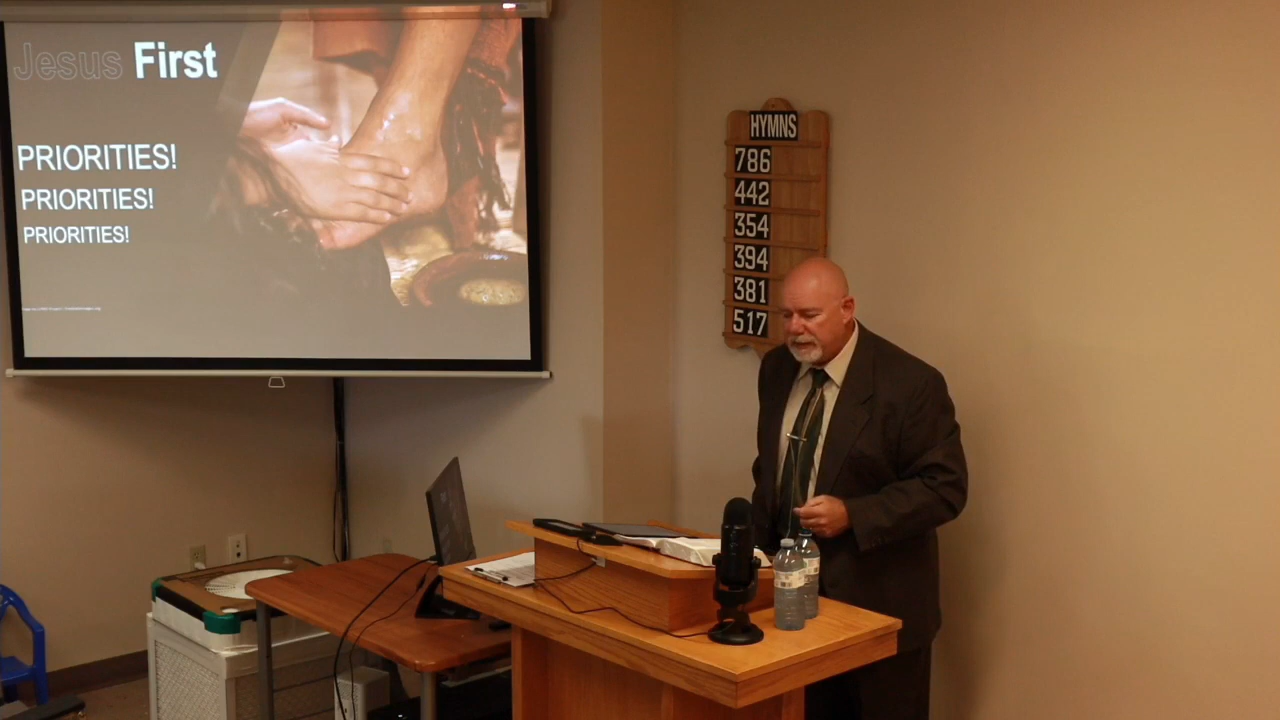 Jesus First
PRIORITIES!
PRIORITIES!
PRIORITIES!
HYMNS
786
442
354
394
381
517